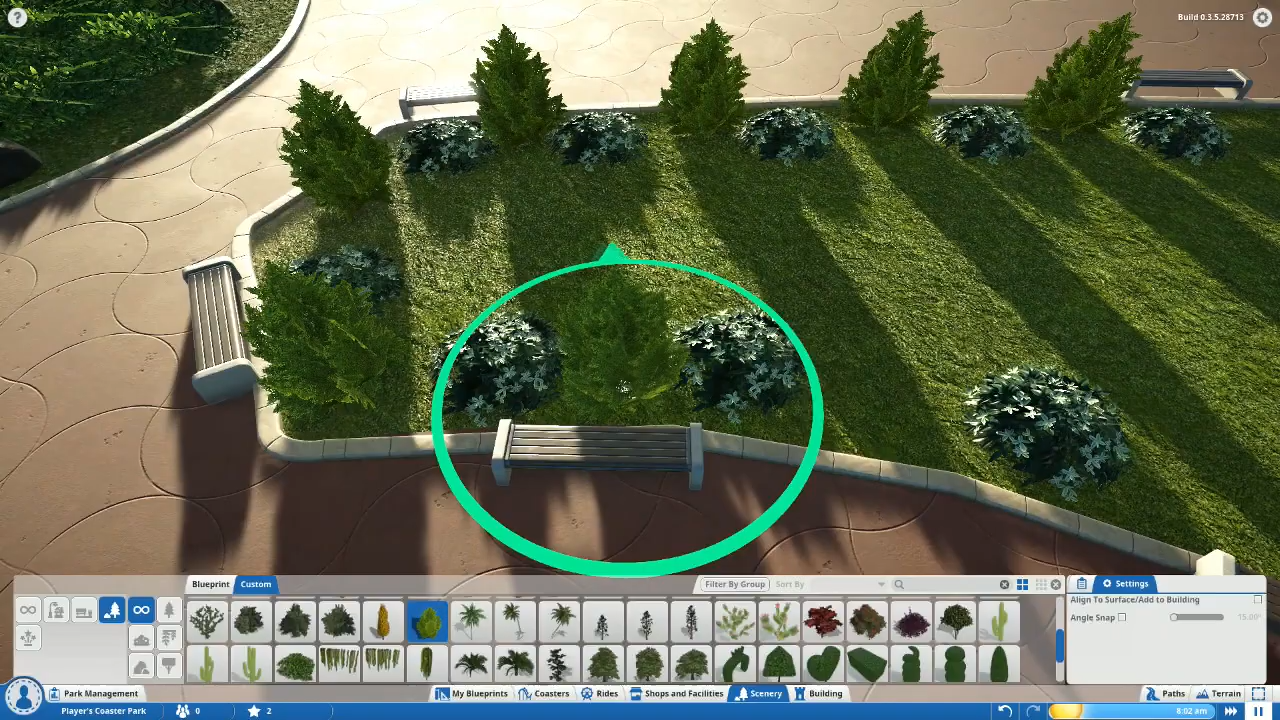 ?
Build 0.3.5.28713
Blueprint Custom
Filter By Group Sort By
Settings
Align To Surface/Add to Building
Angle Snap 15.00°
Park Management My Blueprints Coasters Rides Shops and Facilities Scenery Building Paths Terrain
Player's Coaster Park 0 2 8:02 am